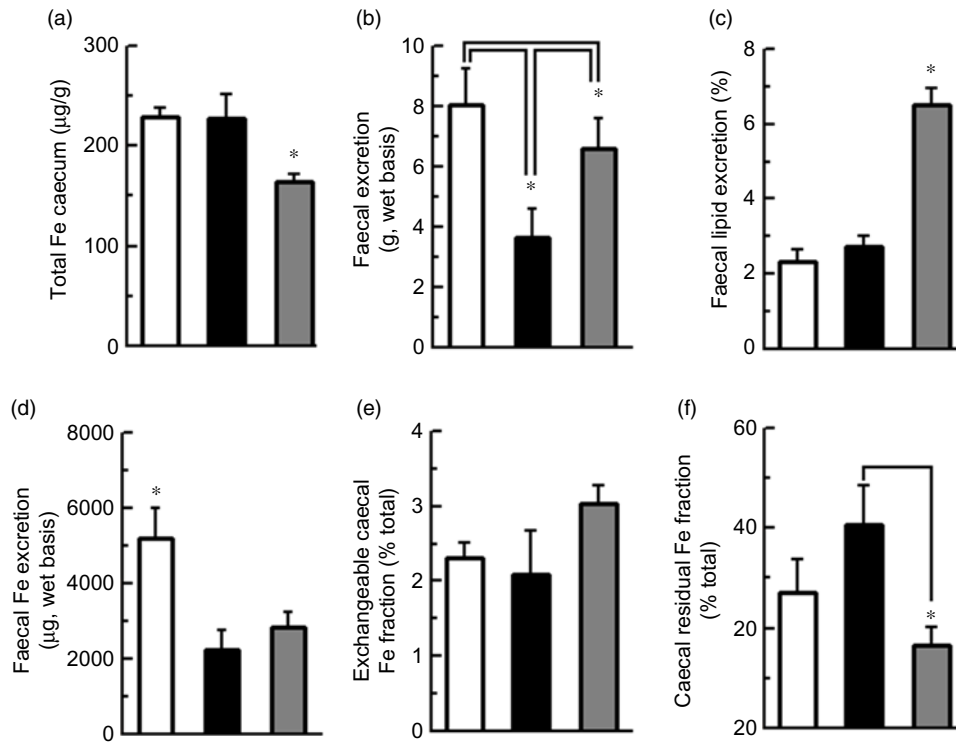 (a)
300
200
100
0
Total Fe caecum (µg/g)
*
(b)
10
8
6
4
2
0
Faecal excretion
(g, wet basis)
*
*
(c)
8
6
4
2
0
Faecal lipid excretion (%)
*
(d)
8000
6000
4000
2000
0
Faecal Fe excretion
(µg, wet basis)
*
(e)
4
3
2
1
0
Exchangeable caecal
Fe fraction (% total)
(f)
60
40
20
20
Caecal residual Fe fraction
(% total)
*